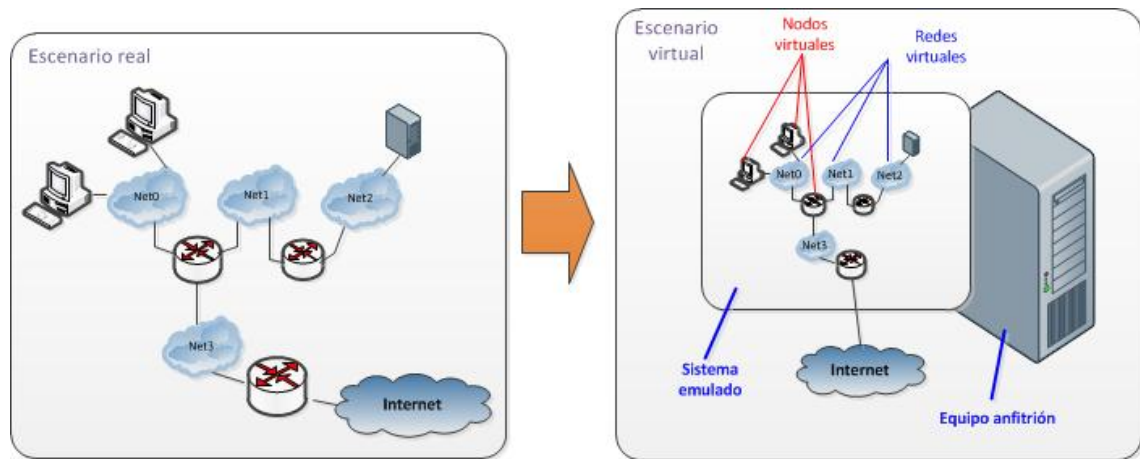 Escenario real
Net0
Net1
Net2
Net3
Internet
Escenario
virtual
Nodos
virtuales
Redes
virtuales
Net0
Net1
Net2
Net3
Internet
Sistema
emulado
Equipo anfitrión